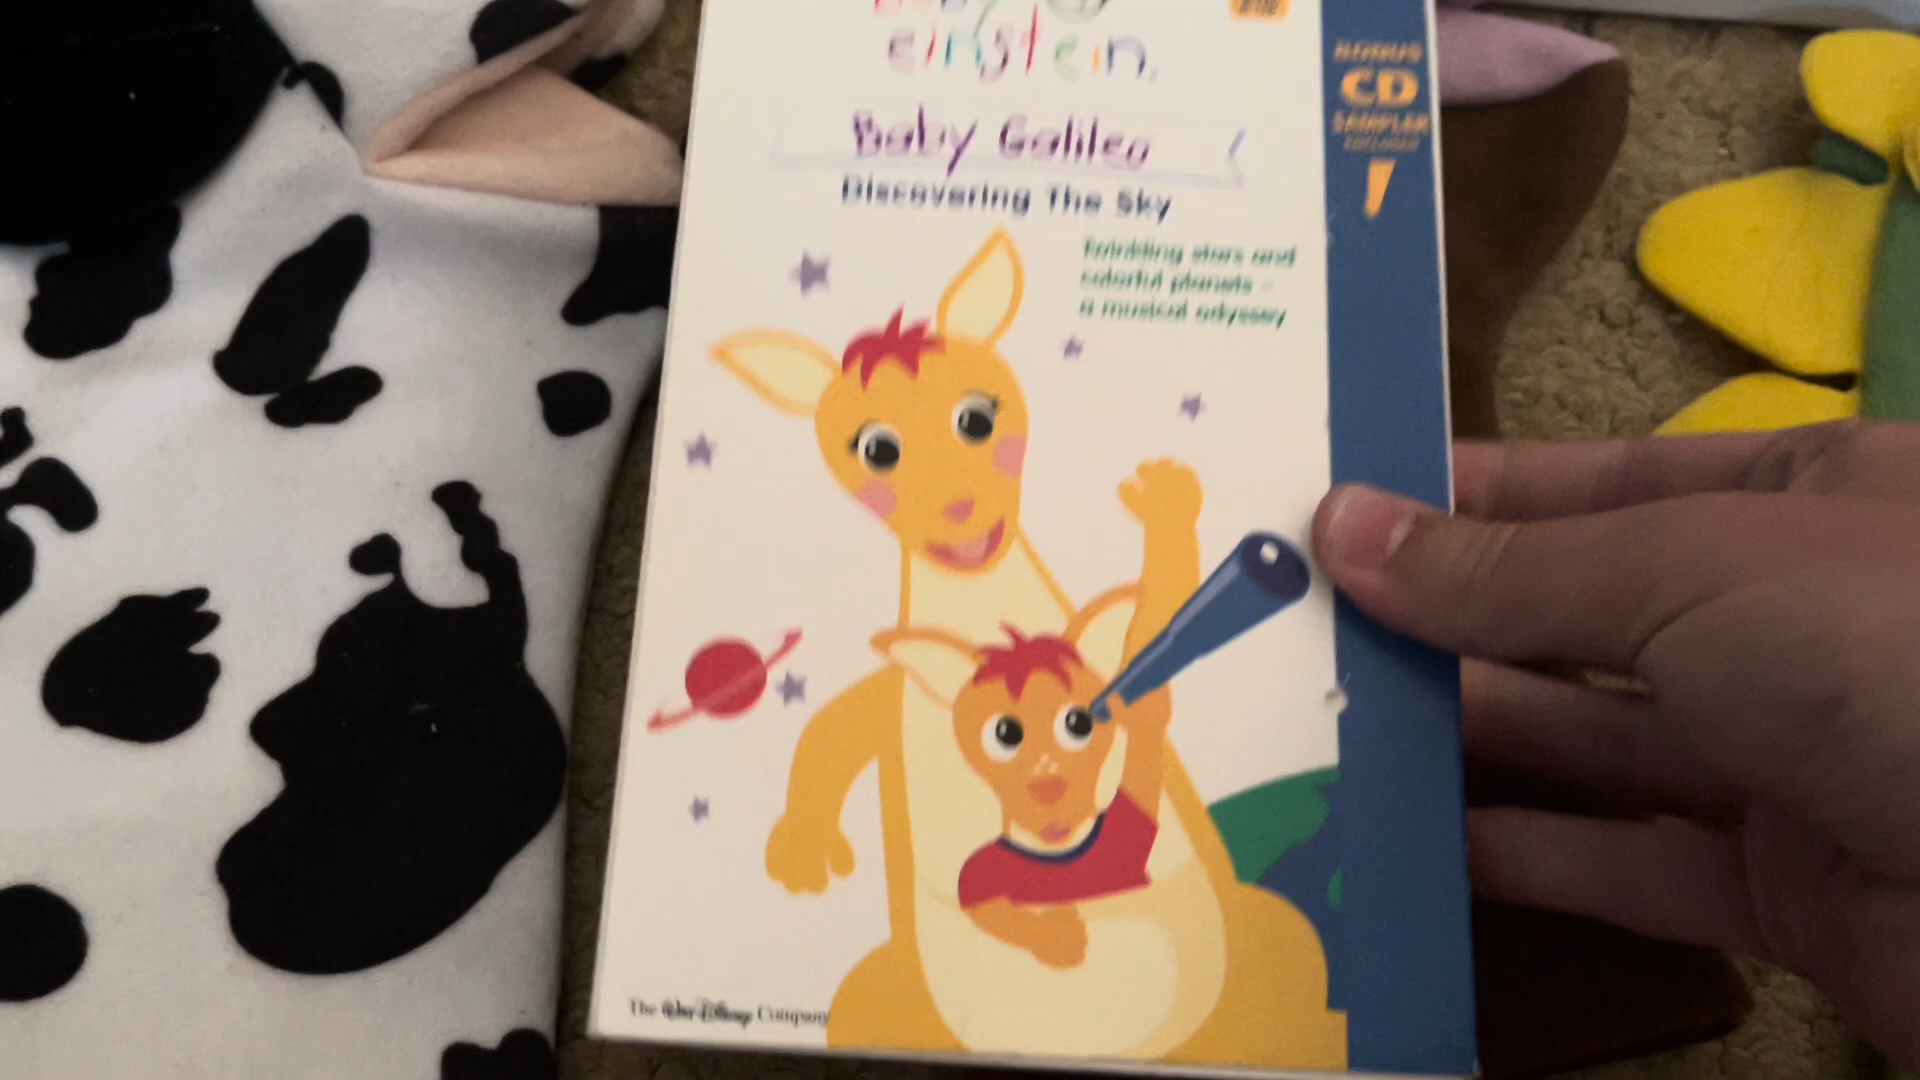 einstein.
Baby Galileo
Discovering The Sky
Twinkling stars and
colorful planets -
a musical odyssey
BONUS
CD
SAMPLER
INCLUDED
!
The Walt Disney Company